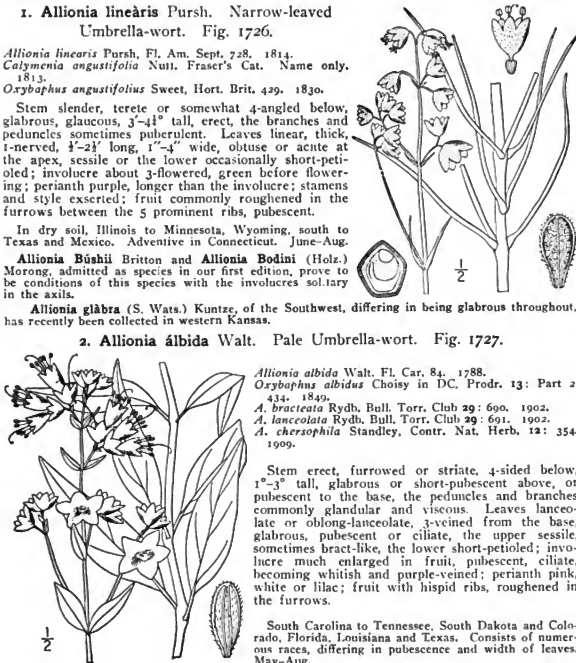 1. Allionia lineàris Pursh. Narrow-leaved
Umbrella-wort. Fig. 1726.
Allionia linearis Pursh, Fl. Am. Sept. 728. 1814.
Calymenia angustifolia Nutt. Fraser's Cat. Name only.
1813.
Oxybaphus angustifolius Sweet, Hort. Brit. 429. 1830.
Stem slender, terete or somewhat 4-angled below,
glabrous, glaucous, 3'-4½° tall, erect, the branches and
peduncles sometimes puberulent. Leaves linear, thick,
1-nerved, ½'-2½' long, 1"-4" wide, obtuse or acute at
the apex, sessile or the lower occasionally short-peti-
oled; involucre about 3-flowered, green before flower-
ing; perianth purple, longer than the involucre; stamens
and style exserted; fruit commonly roughened in the
furrows between the 5 prominent ribs, pubescent.
In dry soil, Illinois to Minnesota, Wyoming, south to
Texas and Mexico. Adventive in Connecticut. June-Aug.
Allionia Búshii Britton and Allionia Bodini (Holz.)
Morong, admitted as species in our first edition, prove to
be conditions of this species with the involucres solitary
in the axils.
Allionia glàbra (S. Wats.) Kuntze, of the Southwest, differing in being glabrous throughout,
has recently been collected in western Kansas.
½
2. Allionia álbida Walt. Pale Umbrella-wort. Fig. 1727.
Allionia albida Walt. Fl. Car. 84. 1788.
Oxybaphus albidus Choisy in DC. Prodr. 13: Part 2
434. 1849.
A. bracteata Rydb. Bull. Torr. Club 29: 690. 1902.
A. lanceolata Rydb. Bull. Torr. Club 29: 691. 1902.
A. chersophila Standley, Contr. Nat. Herb. 12: 354
1909.
Stem erect, furrowed or striate, 4-sided below,
1°-3° tall, glabrous or short-pubescent above, or
pubescent to the base, the peduncles and branches
commonly glandular and viscous. Leaves lanceo-
late or oblong-lanceolate, 3-veined from the base,
glabrous, pubescent or ciliate, the upper sessile,
sometimes bract-like, the lower short-petioled; invo-
lucre much enlarged in fruit, pubescent, ciliate,
becoming whitish and purple-veined; perianth pink,
white or lilac; fruit with hispid ribs, roughened in
the furrows.
South Carolina to Tennessee, South Dakota and Colo-
rado, Florida, Louisiana and Texas. Consists of numer-
ous races, differing in pubescence and width of leaves.
May-Aug.
½